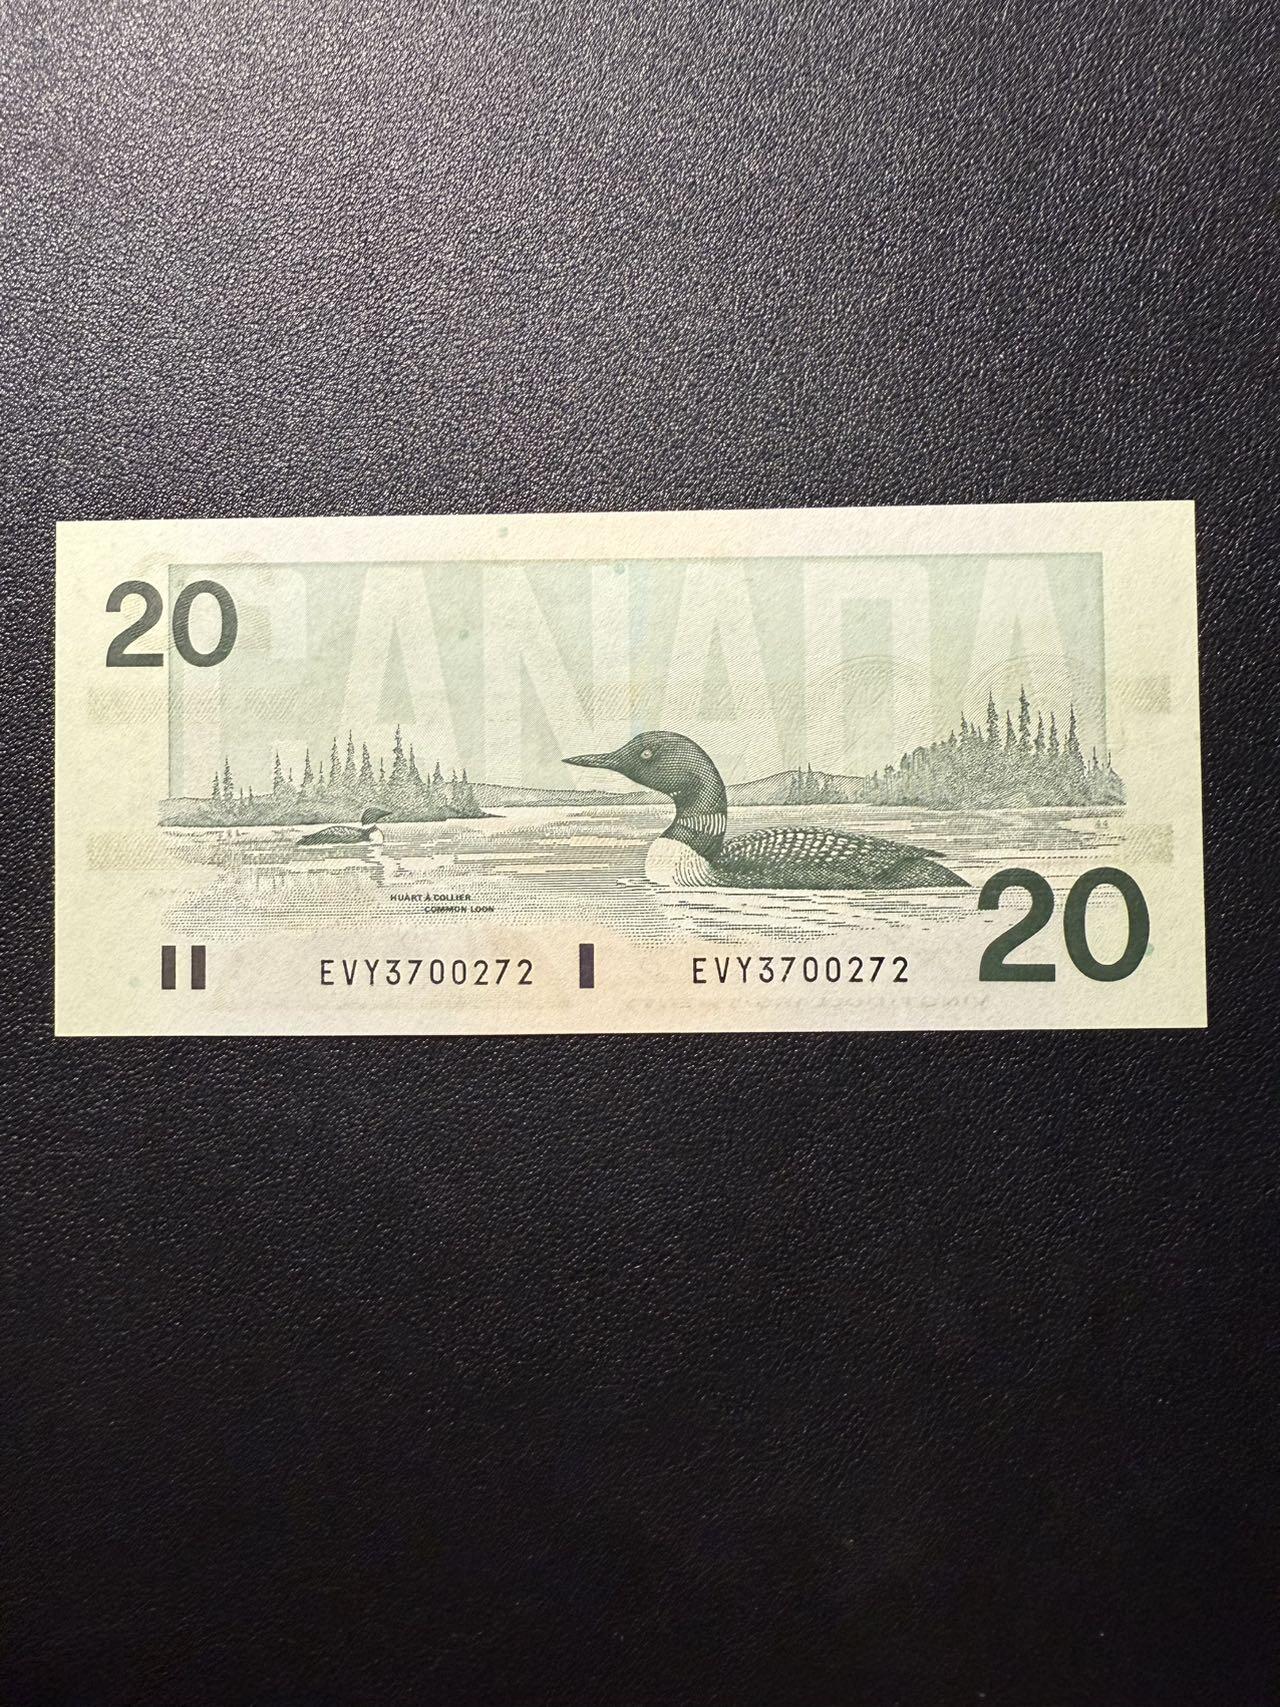 20
CANADA
HUART À COLLIER
COMMON LOON
EVY3700272
EVY3700272
20